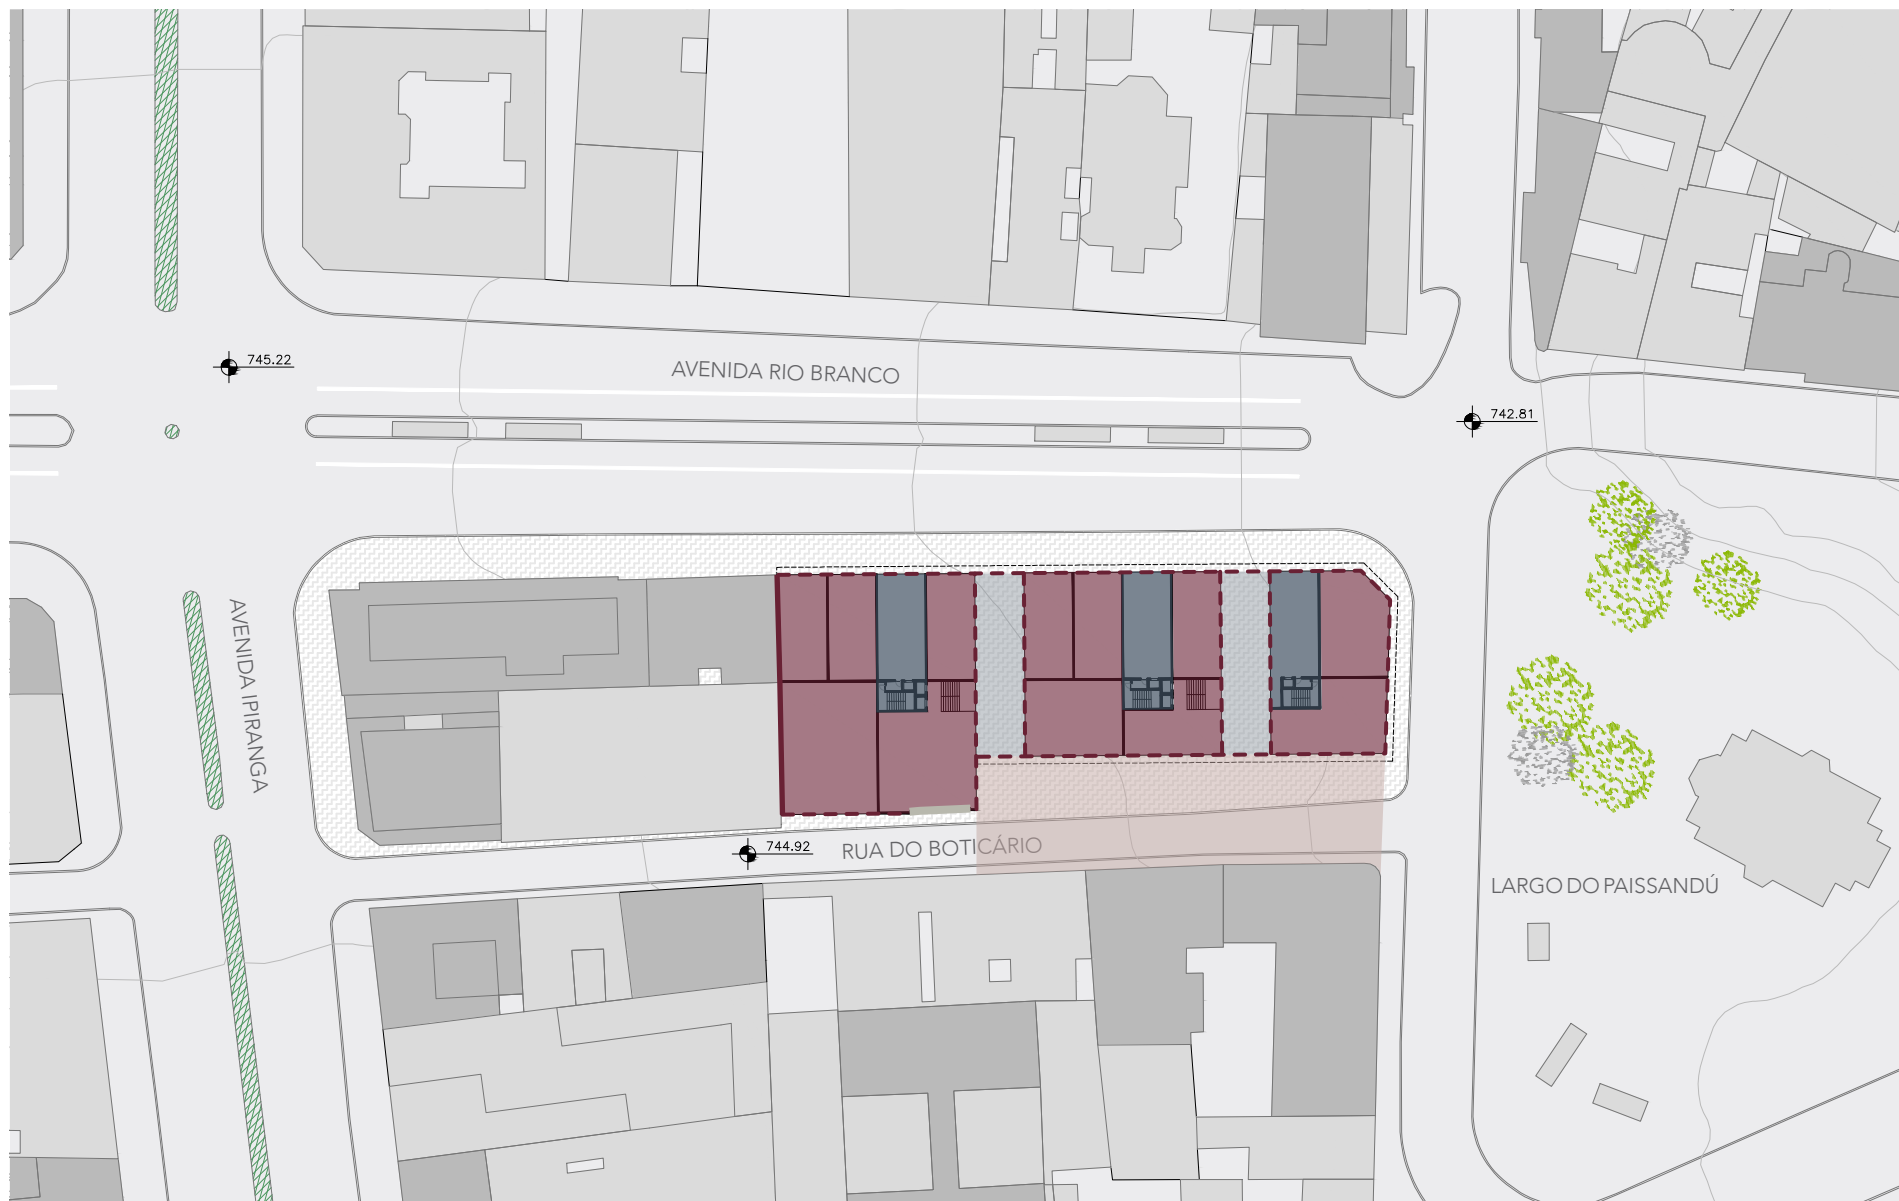 745.22
AVENIDA RIO BRANCO
742.81
AVENIDA IPIRANGA
744.92
RUA DO BOTICÁRIO
LARGO DO PAISSANDÚ